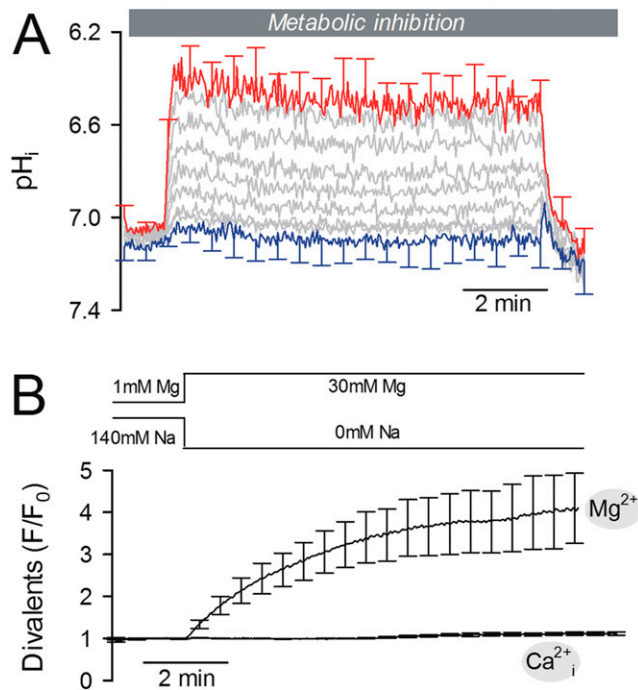 A
Metabolic inhibition
6.2
6.6
pHi
7.0
7.4
2 min
B
1mM Mg
30mM Mg
140mM Na
0mM Na
5
4
3
2
1
0
Divalents (F/F0)
Mg2+
Ca2+i
2 min